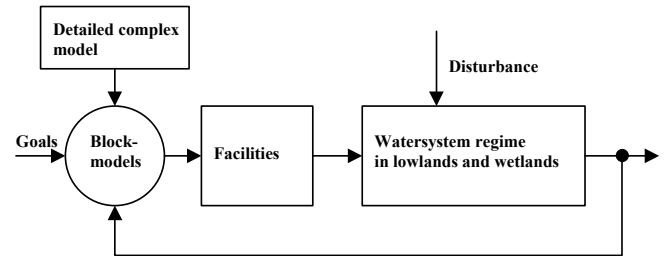 Detailed complex
model
Disturbance
Goals
Block-
models
Facilities
Watersystem regime
in lowlands and wetlands